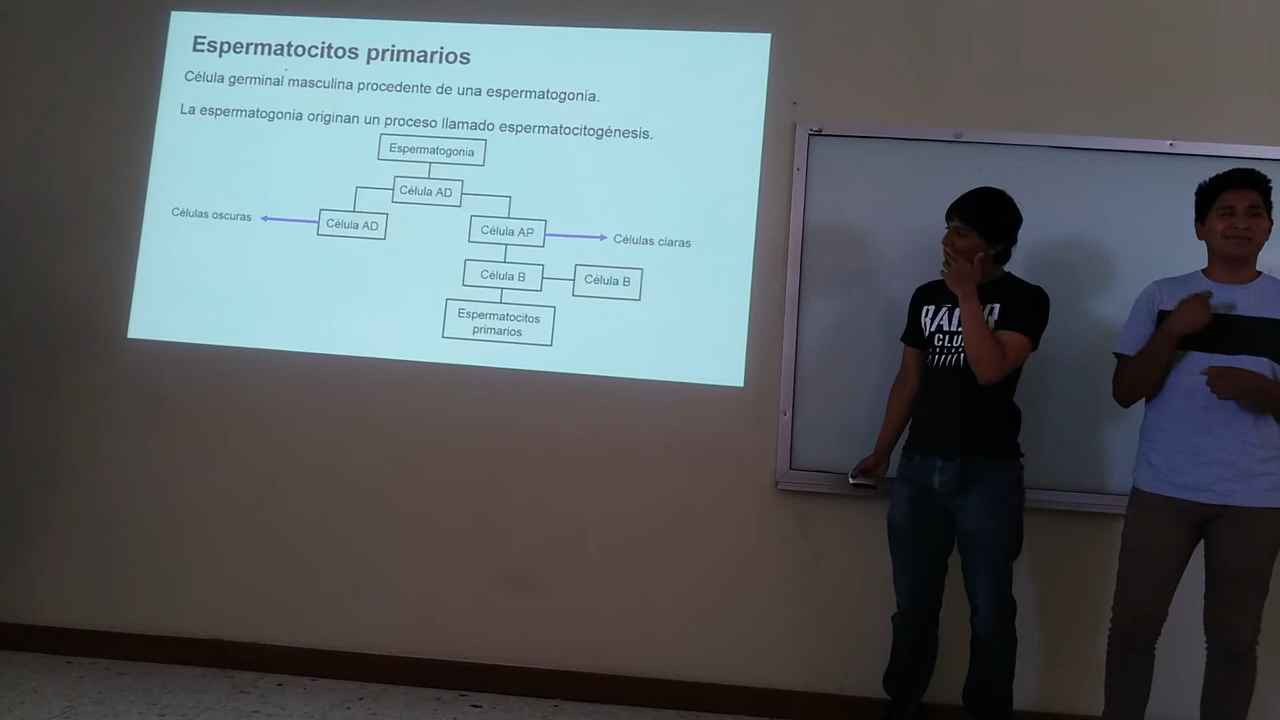 Espermatocitos primarios
Célula germinal masculina procedente de una espermatogonia.
La espermatogonia originan un proceso llamado espermatocitogénesis.
Espermatogonia
Célula AD
Células oscuras
Célula AD
Célula AP
Células claras
Célula B
Célula B
Espermatocitos
primarios
CLUB